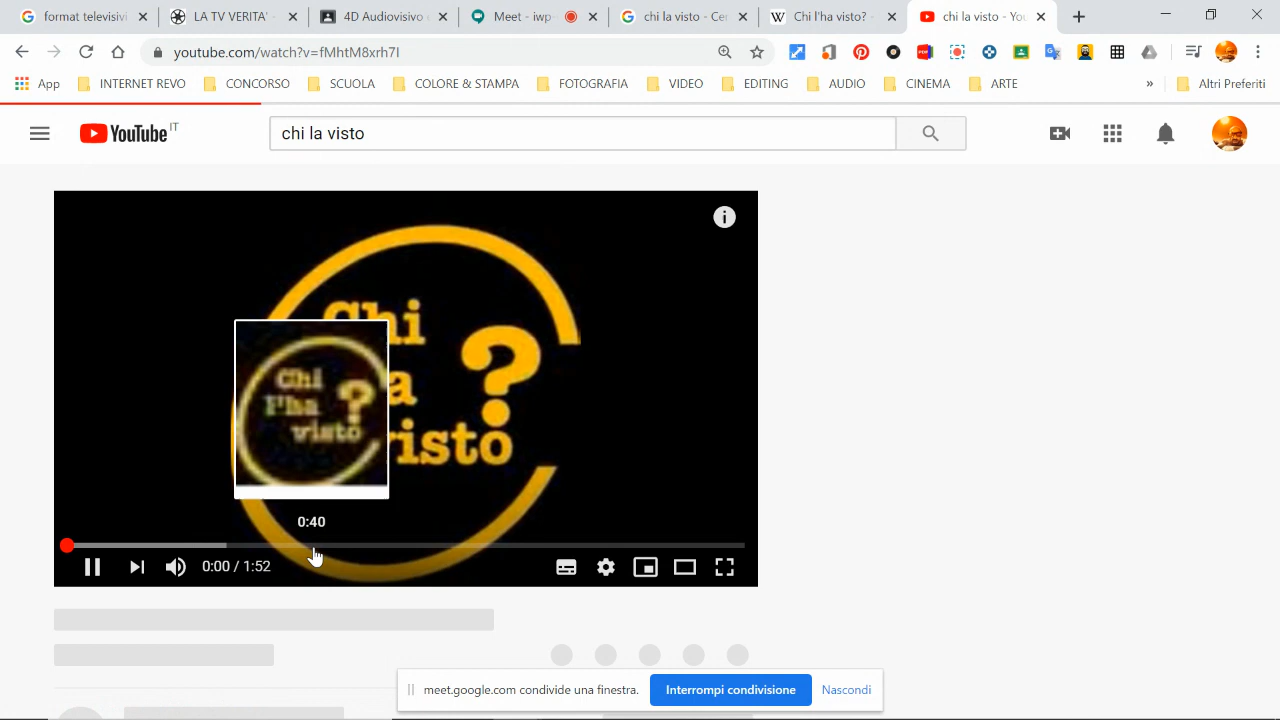 format televisivi
LA TV VERITA' -
4D Audiovisivo
Meet - iwp
chi la visto - Cer
Chi l'ha visto? -
chi la visto - You
youtube.com/watch?v=fMhtM8xrh7I
App
INTERNET REVO
CONCORSO
SCUOLA
COLORE & STAMPA
FOTOGRAFIA
VIDEO
EDITING
AUDIO
CINEMA
ARTE
»
Altri Preferiti
YouTube IT
chi la visto
Chi
l'ha
visto
?
Chi
l'ha
visto
?
0:40
0:00 / 1:52
meet.google.com condivide una finestra.
Interrompi condivisione
Nascondi